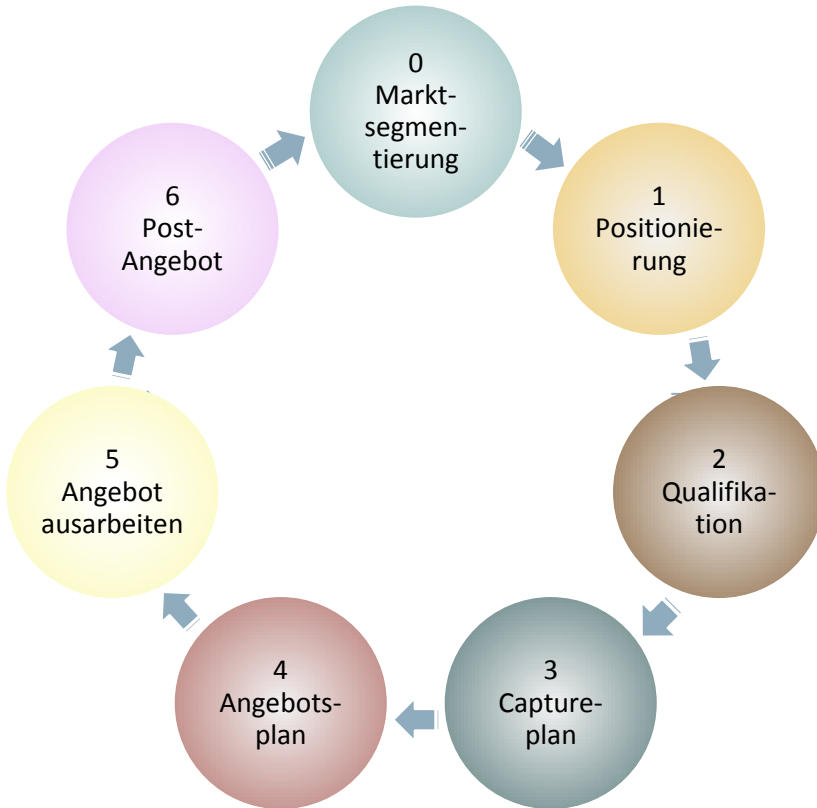 0
Markt-
segmen-
tierung
1
Positionie-
rung
2
Qualifika-
tion
3
Capture-
plan
4
Angebots-
plan
5
Angebot
ausarbeiten
6
Post-
Angebot